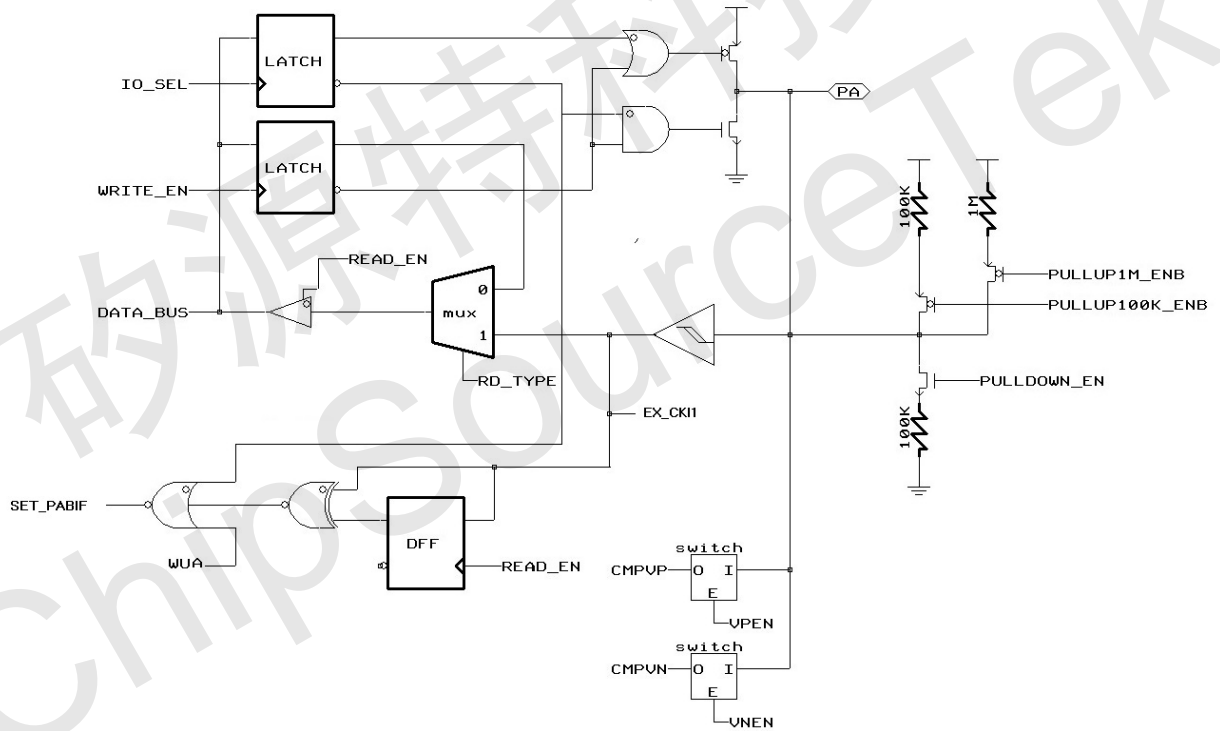 矽源特科技
ChipSourceTek
LATCH
IO_SEL
PA
LATCH
WRITE_EN
100K
1M
READ_EN
PULLUP1M_ENB
0
PULLUP100K_ENB
DATA_BUS
mux
1
RD_TYPE
PULLDOWN_EN
EX_CKI1
100K
SET_PABIF
DFF
WUA
READ_EN
switch
CMPVP
O I
E
VPEN
switch
CMPVN
O I
E
VNEN